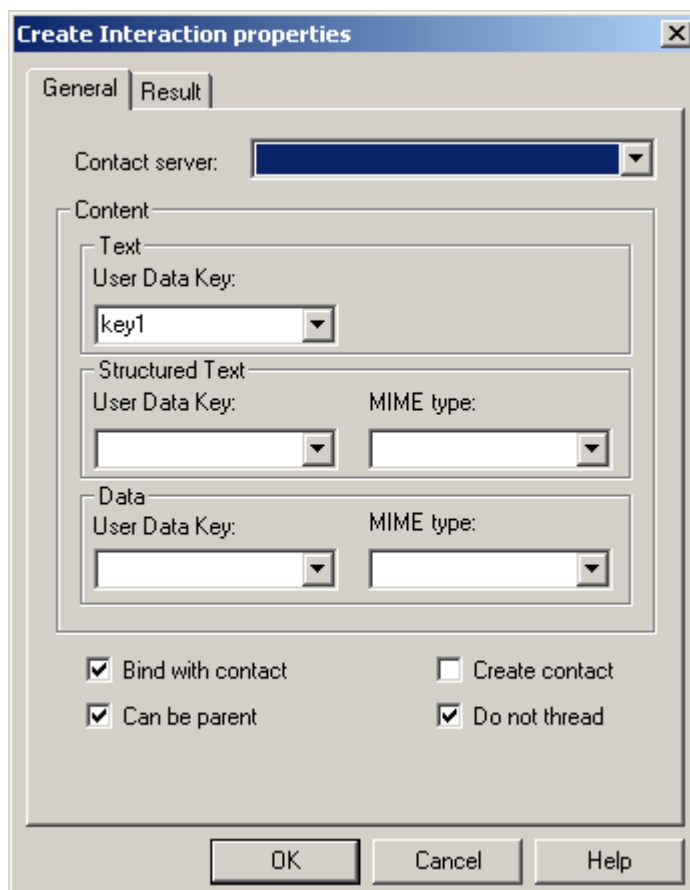 Create Interaction properties
General Result
Contact server:
Content
Text
User Data Key:
key1
Structured Text
User Data Key: MIME type:
Data
User Data Key: MIME type:
Bind with contact Create contact
Can be parent Do not thread
OK Cancel Help